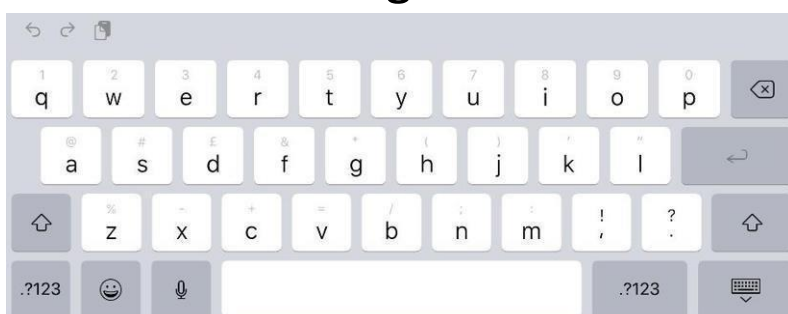 1 2 3 4 5 6 7 8 9 0
q w e r t y u i o p
@ # £ & * ( ) ' "
a s d f g h j k l
% - + = / ; : ! ?
z x c v b n m , .
.?123 .?123